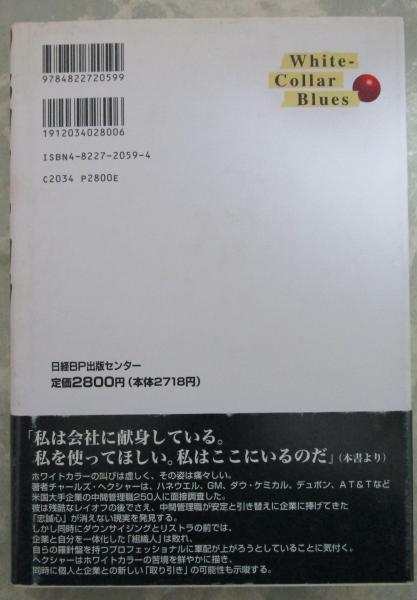 White-
Collar
Blues
9784822720599
1912034028006
ISBN4-8227-2059-4
C2034 P2800E
日経BP出版センター
定価2800円(本体2718円)
「私は会社に献身している。
私を使ってほしい。私はここにいるのだ」(本書より)
ホワイトカラーの叫びは虚しく、その姿は痛々しい。
著者チャールズ・ヘクシャーは、ハネウエル、GM、ダウ・ケミカル、デュポン、AT&Tなど
米国大手企業の中間管理職250人に面接調査した。
彼は残酷なレイオフの後でさえ、中間管理職が安定と引き替えに企業に捧げてきた
「忠誠心」が消えない現実を発見する。
しかし同時にダウンサイジングとリストラの前では、
企業と自分を一体化した「組織人」は敗れ、
自らの羅針盤を持つプロフェッショナルに軍配が上がろうとしていることに気付く。
ヘクシャーはホワイトカラーの苦境を鮮やかに描き、
同時に個人と企業との新しい「取り引き」の可能性も示唆する。